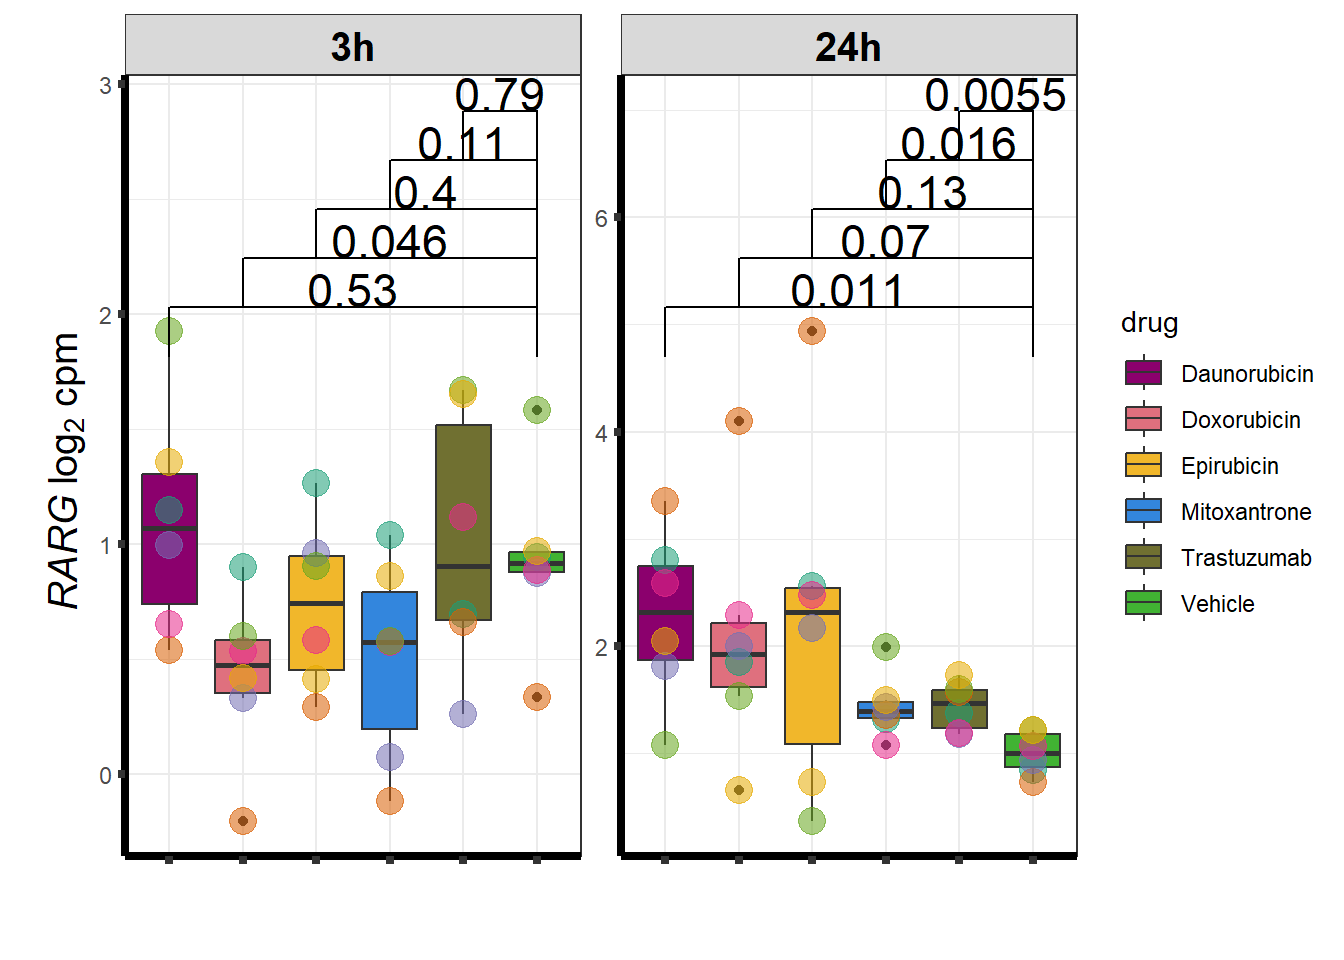 3h
24h
0.79
0.11
0.4
0.046
0.53
0.0055
0.016
0.13
0.07
0.011
3
2
1
0
6
4
2
RARG log2 cpm
drug
Daunorubicin
Doxorubicin
Epirubicin
Mitoxantrone
Trastuzumab
Vehicle